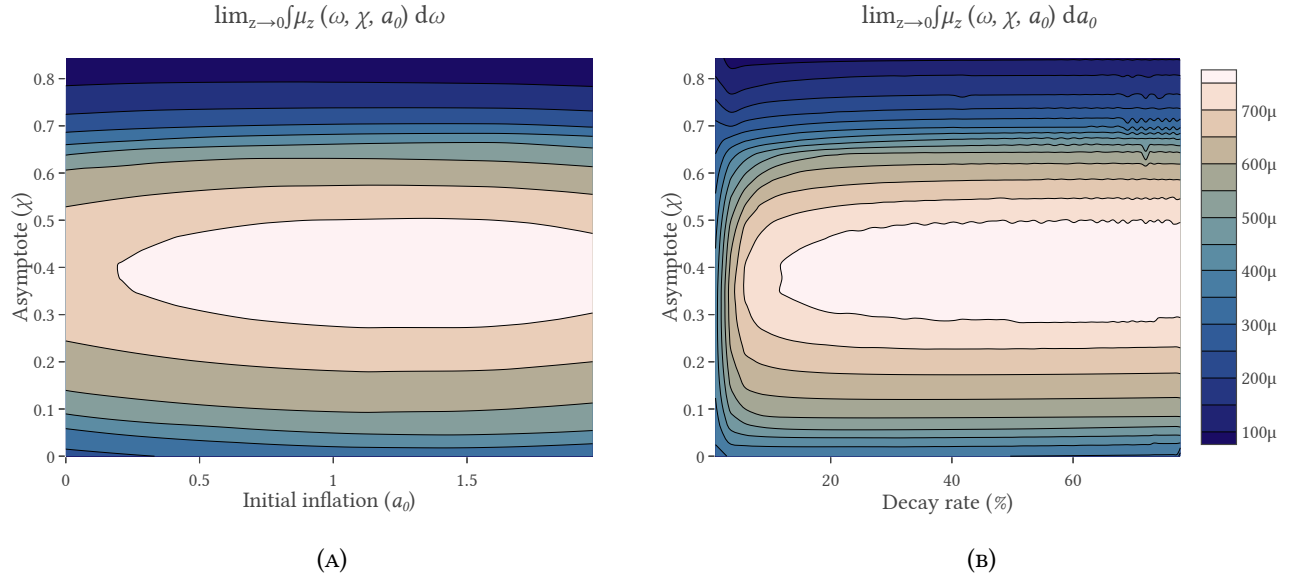 lim_z→0 ∫μ_z (ω, χ, a_0) dω
0.8
0.7
0.6
0.5
0.4
0.3
0.2
0.1
0
Asymptote (χ)
0 0.5 1 1.5
Initial inflation (a_0)
(A)
lim_z→0 ∫μ_z (ω, χ, a_0) da_0
0.8
0.7
0.6
0.5
0.4
0.3
0.2
0.1
0
Asymptote (χ)
20 40 60
Decay rate (%)
(B)
700μ
600μ
500μ
400μ
300μ
200μ
100μ